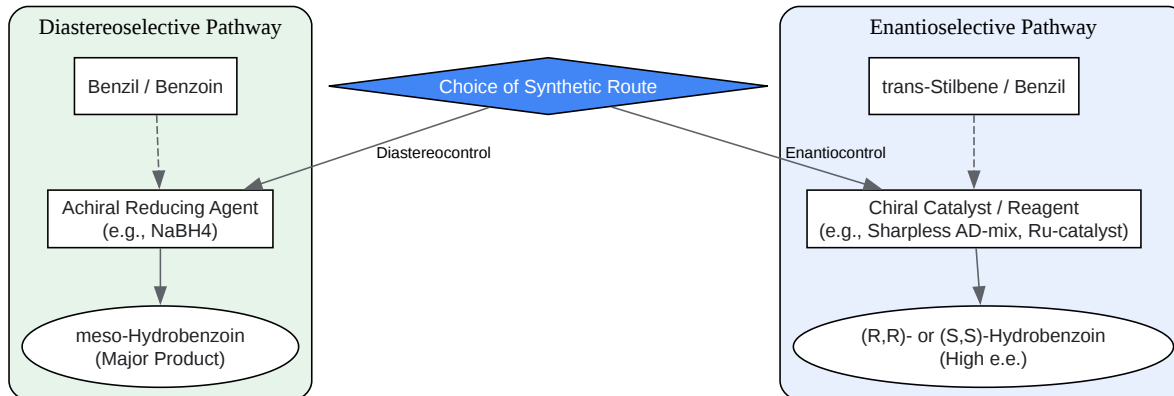 Diastereoselective Pathway
Benzil / Benzoin
Achiral Reducing Agent
(e.g., NaBH4)
meso-Hydrobenzoin
(Major Product)
Choice of Synthetic Route
Diastereocontrol
Enantiocontrol
Enantioselective Pathway
trans-Stilbene / Benzil
Chiral Catalyst / Reagent
(e.g., Sharpless AD-mix, Ru-catalyst)
(R,R)- or (S,S)-Hydrobenzoin
(High e.e.)